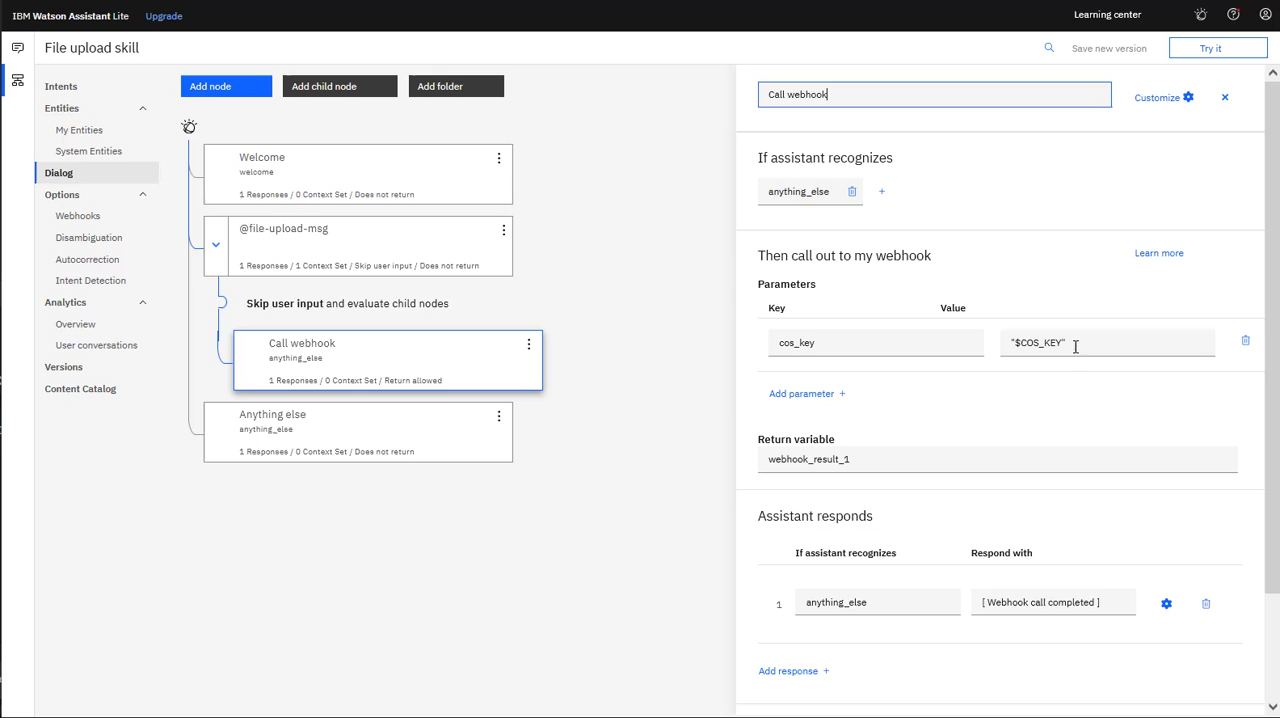 IBM Watson Assistant Lite Upgrade Learning center
File upload skill Save new version Try it
Intents
Entities
My Entities
System Entities
Dialog
Options
Webhooks
Disambiguation
Autocorrection
Intent Detection
Analytics
Overview
User conversations
Versions
Content Catalog
Add node Add child node Add folder
Welcome
welcome
1 Responses / 0 Context Set / Does not return
@file-upload-msg
1 Responses / 1 Context Set / Skip user input / Does not return
Skip user input and evaluate child nodes
Call webhook
anything_else
1 Responses / 0 Context Set / Return allowed
Anything else
anything_else
1 Responses / 0 Context Set / Does not return
Call webhook Customize
If assistant recognizes
anything_else
Then call out to my webhook Learn more
Parameters
Key Value
cos_key "$COS_KEY"
Add parameter +
Return variable
webhook_result_1
Assistant responds
If assistant recognizes Respond with
1 anything_else [ Webhook call completed ]
Add response +